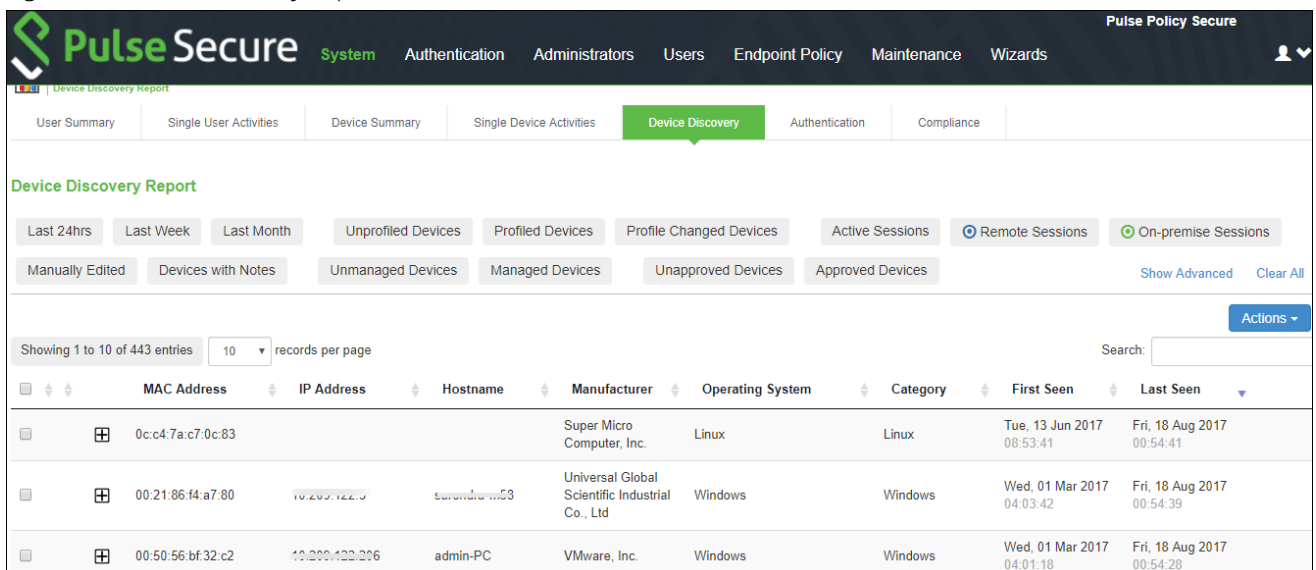 Pulse Policy Secure
Pulse Secure System Authentication Administrators Users Endpoint Policy Maintenance Wizards
Device Discovery Report
User Summary Single User Activities Device Summary Single Device Activities Device Discovery Authentication Compliance
Device Discovery Report
Last 24hrs Last Week Last Month Unprofiled Devices Profiled Devices Profile Changed Devices Active Sessions Remote Sessions On-premise Sessions
Manually Edited Devices with Notes Unmanaged Devices Managed Devices Unapproved Devices Approved Devices Show Advanced Clear All
Actions
Showing 1 to 10 of 443 entries 10 records per page Search:
MAC Address IP Address Hostname Manufacturer Operating System Category First Seen Last Seen
0c:c4:7a:c7:0c:83 Super Micro Computer, Inc. Linux Linux Tue, 13 Jun 2017 08:53:41 Fri, 18 Aug 2017 00:54:41
00:21:86:f4:a7:80 Universal Global Scientific Industrial Co., Ltd Windows Windows Wed, 01 Mar 2017 04:03:42 Fri, 18 Aug 2017 00:54:39
00:50:56:bf:32:c2 admin-PC VMware, Inc. Windows Windows Wed, 01 Mar 2017 04:01:18 Fri, 18 Aug 2017 00:54:28